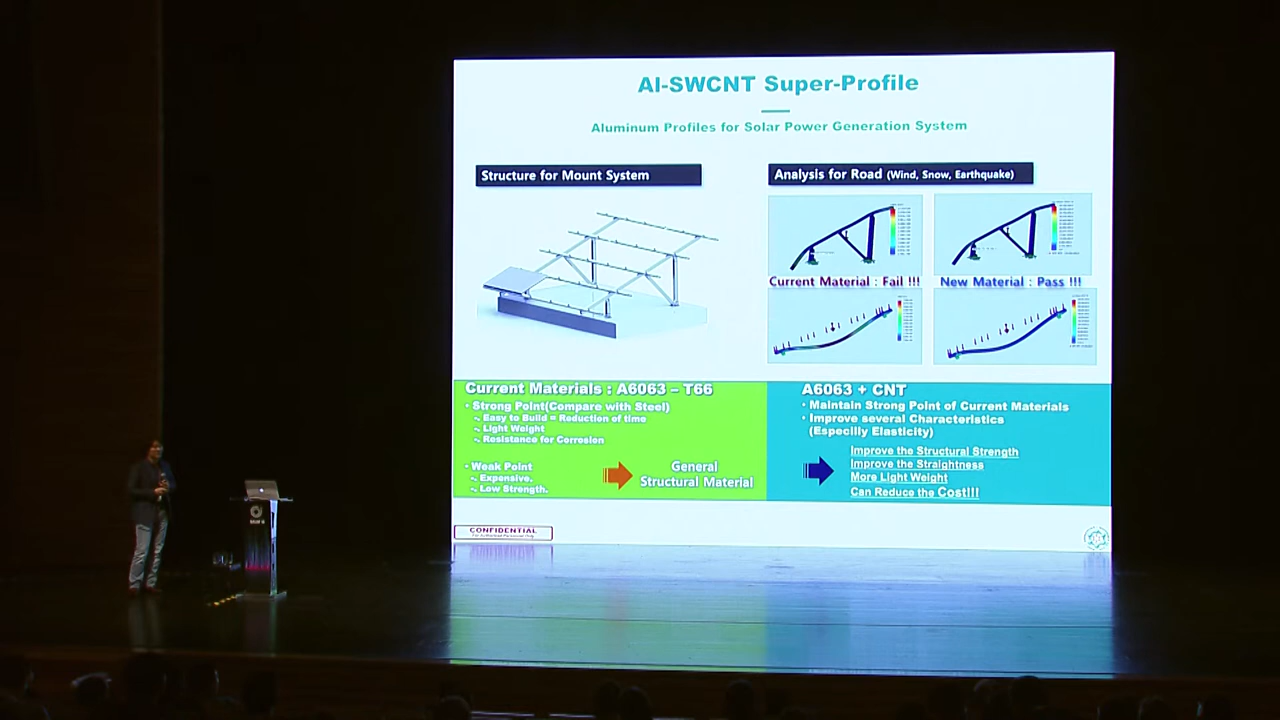 Al-SWCNT Super-Profile
Aluminum Profiles for Solar Power Generation System
Structure for Mount System
Analysis for Road (Wind, Snow, Earthquake)
Current Material : Fail !!!
New Material : Pass !!!
Current Materials : A6063 – T66
· Strong Point(Compare with Steel)
~ Easy to Build = Reduction of time
~ Light Weight
~ Resistance for Corrosion
· Weak Point
~ Expensive.
~ Low Strength.
General
Structural Material
A6063 + CNT
· Maintain Strong Point of Current Materials
· Improve several Characteristics
(Especilly Elasticity)
Improve the Structural Strength
Improve the Straightness
More Light Weight
Can Reduce the Cost!!!
CONFIDENTIAL
For Authorized Personnel Only